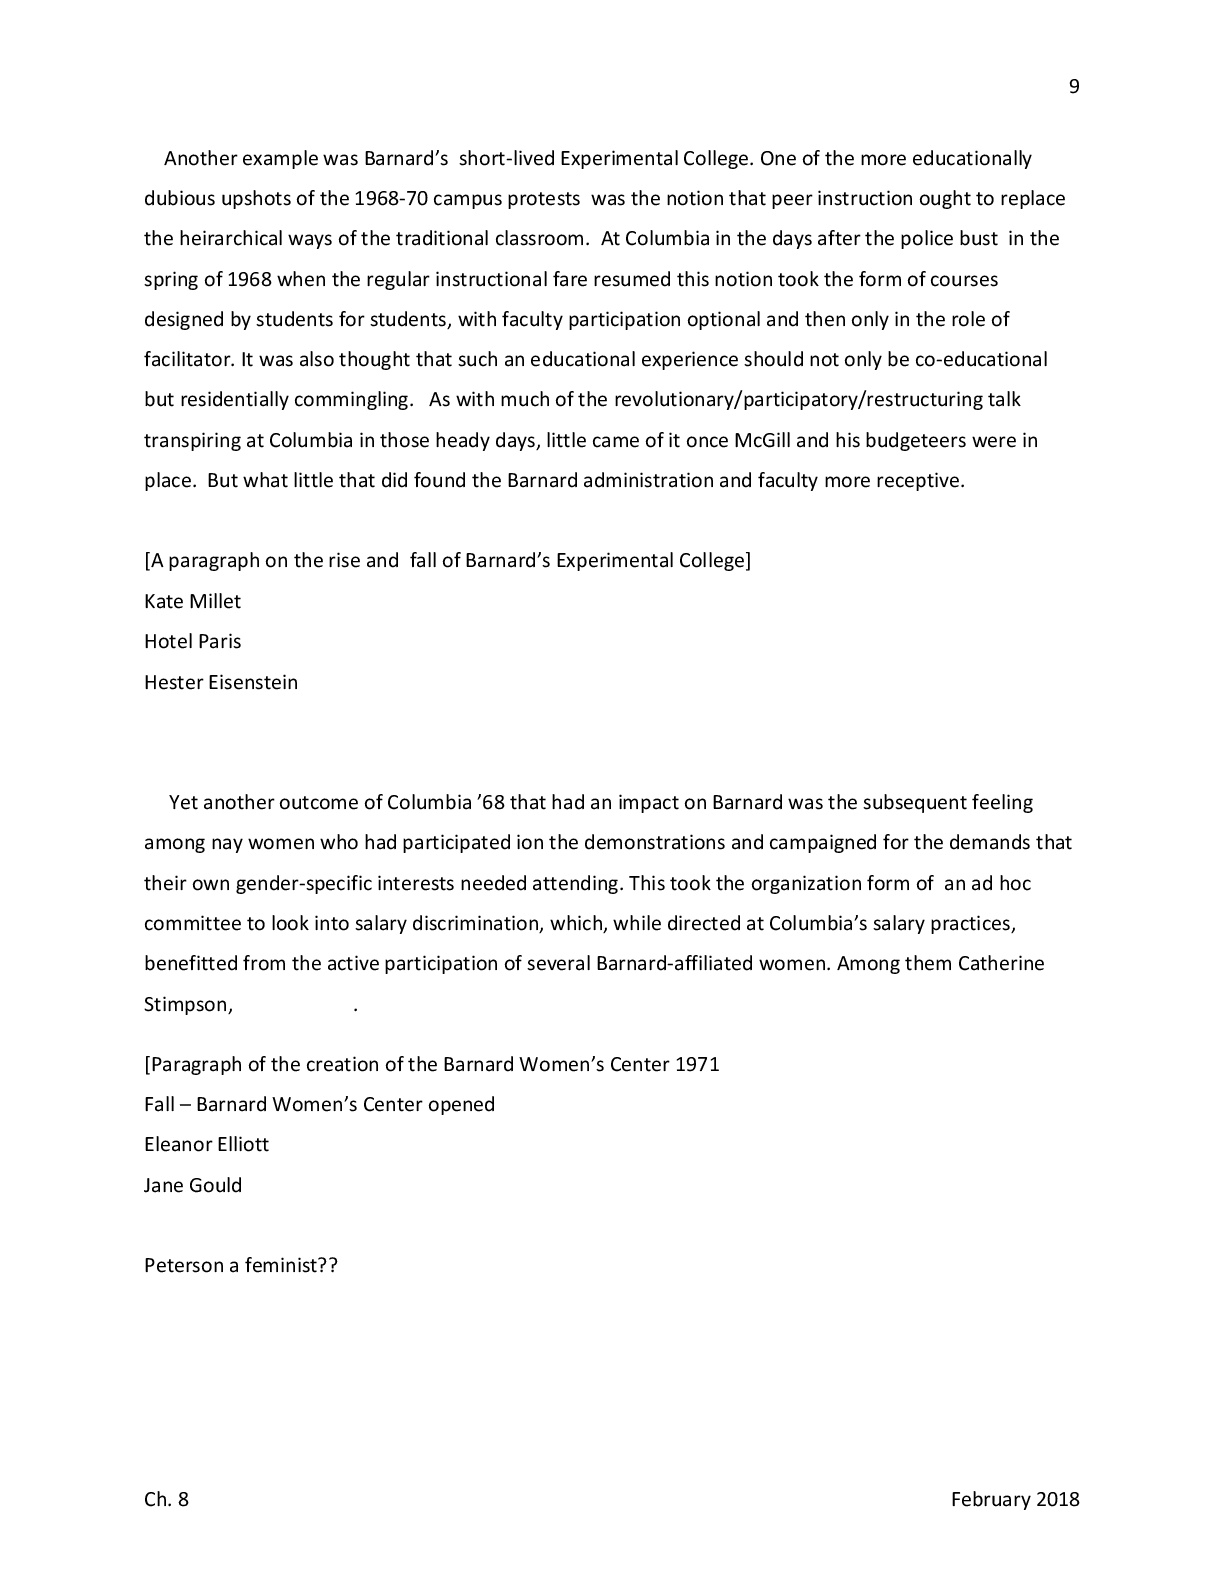 9
Another example was Barnard’s  short-lived Experimental College. One of the more educationally
dubious upshots of the 1968-70 campus protests  was the notion that peer instruction ought to replace
the heirarchical ways of the traditional classroom.  At Columbia in the days after the police bust  in the
spring of 1968 when the regular instructional fare resumed this notion took the form of courses
designed by students for students, with faculty participation optional and then only in the role of
facilitator. It was also thought that such an educational experience should not only be co-educational
but residentially commingling.   As with much of the revolutionary/participatory/restructuring talk
transpiring at Columbia in those heady days, little came of it once McGill and his budgeteers were in
place.  But what little that did found the Barnard administration and faculty more receptive.
[A paragraph on the rise and  fall of Barnard’s Experimental College]
Kate Millet
Hotel Paris
Hester Eisenstein
Yet another outcome of Columbia ’68 that had an impact on Barnard was the subsequent feeling
among nay women who had participated ion the demonstrations and campaigned for the demands that
their own gender-specific interests needed attending. This took the organization form of  an ad hoc
committee to look into salary discrimination, which, while directed at Columbia’s salary practices,
benefitted from the active participation of several Barnard-affiliated women. Among them Catherine
Stimpson,                    .
[Paragraph of the creation of the Barnard Women’s Center 1971
Fall – Barnard Women’s Center opened
Eleanor Elliott
Jane Gould
Peterson a feminist??
Ch. 8    February 2018